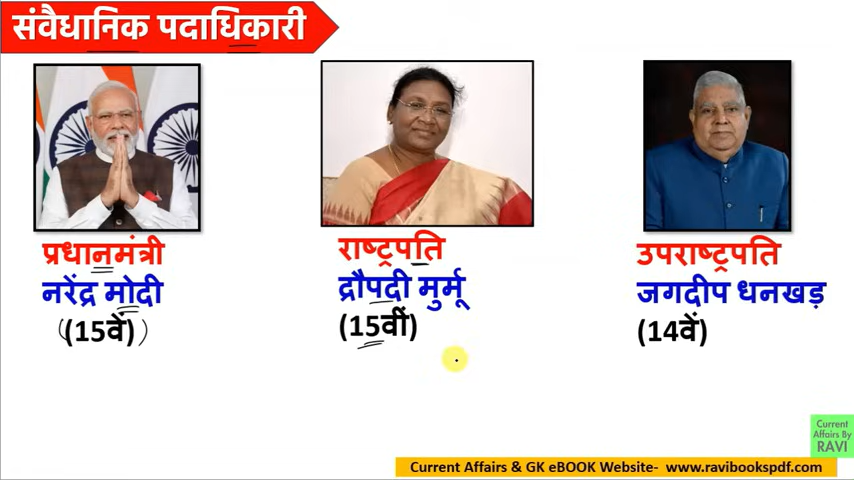 संवैधानिक पदाधिकारी
प्रधानमंत्री
नरेंद्र मोदी
(15वें)
राष्ट्रपति
द्रौपदी मुर्मू
(15वीं)
उपराष्ट्रपति
जगदीप धनखड़
(14वें)
Current
Affairs By
RAVI
Current Affairs & GK eBOOK Website- www.ravibookspdf.com